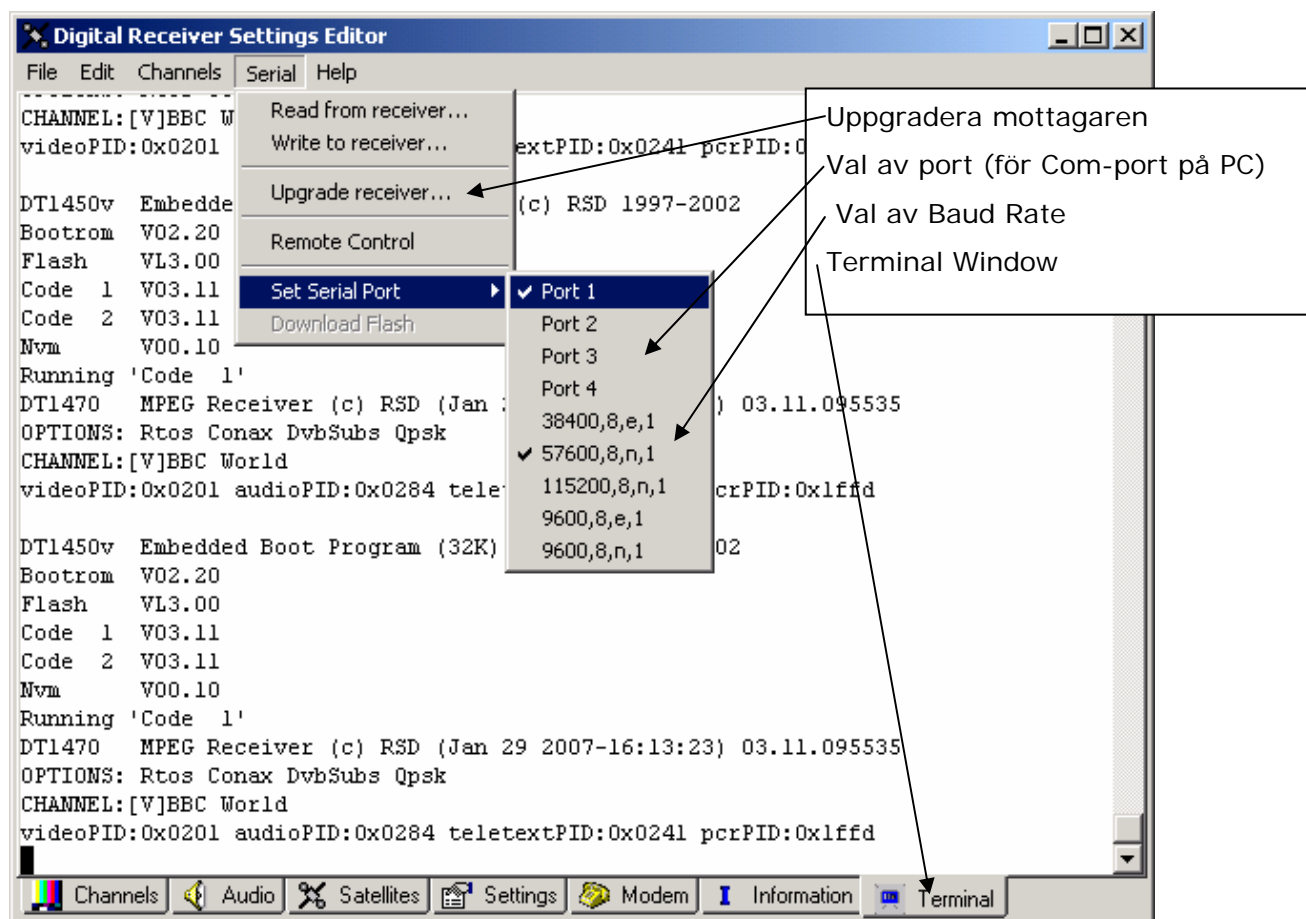 Digital Receiver Settings Editor
File Edit Channels Serial Help
CHANNEL:[V]BBC W
videoPID:0x0201 extPID:0x0241 pcrPID:0
DT1450v Embedde (c) RSD 1997-2002
Bootrom V02.20
Flash VL3.00
Code 1 V03.11
Code 2 V03.11
Nvm V00.10
Running 'Code 1'
DT1470 MPEG Receiver (c) RSD (Jan ) 03.11.095535
OPTIONS: Rtos Conax DvbSubs Qpsk
CHANNEL:[V]BBC World
videoPID:0x0201 audioPID:0x0284 tele crPID:0x1ffd
DT1450v Embedded Boot Program (32K) 02
Bootrom V02.20
Flash VL3.00
Code 1 V03.11
Code 2 V03.11
Nvm V00.10
Running 'Code 1'
DT1470 MPEG Receiver (c) RSD (Jan 29 2007-16:13:23) 03.11.095535
OPTIONS: Rtos Conax DvbSubs Qpsk
CHANNEL:[V]BBC World
videoPID:0x0201 audioPID:0x0284 teletextPID:0x0241 pcrPID:0x1ffd
Read from receiver...
Write to receiver...
Upgrade receiver...
Remote Control
Set Serial Port
Download Flash
Port 1
Port 2
Port 3
Port 4
38400,8,e,1
57600,8,n,1
115200,8,n,1
9600,8,e,1
9600,8,n,1
Uppgradera mottagaren
Val av port (för Com-port på PC)
Val av Baud Rate
Terminal Window
Channels Audio Satellites Settings Modem Information Terminal